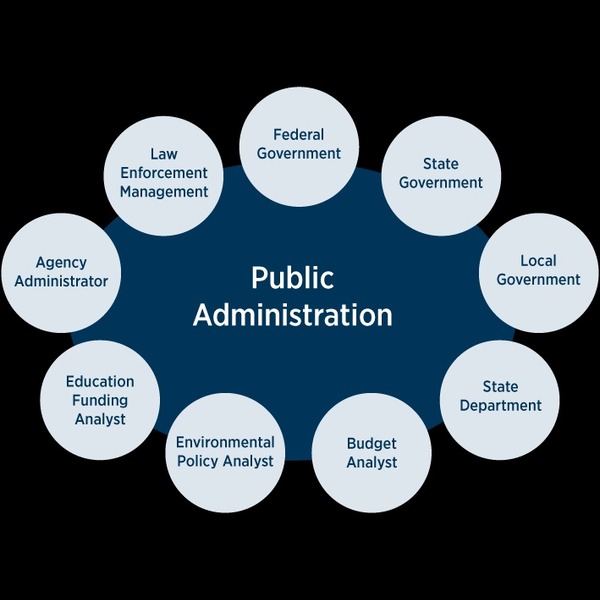 Public
Administration
Federal
Government
State
Government
Local
Government
State
Department
Budget
Analyst
Environmental
Policy Analyst
Education
Funding
Analyst
Agency
Administrator
Law
Enforcement
Management